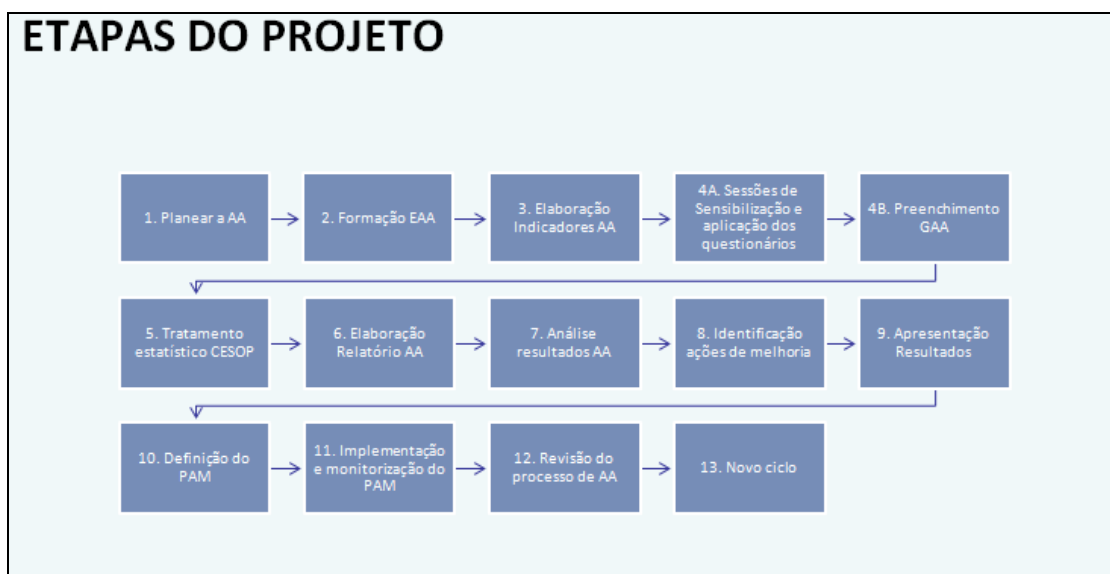 ETAPAS DO PROJETO
1. Planear a AA
2. Formação EAA
3. Elaboração
Indicadores AA
4A. Sessões de
Sensibilização e
aplicação dos
questionários
4B. Preenchimento
GAA
5. Tratamento
estatístico CESOP
6. Elaboração
Relatório AA
7. Análise
resultados AA
8. Identificação
ações de melhoria
9. Apresentação
Resultados
10. Definição do
PAM
11. Implementação
e monitorização do
PAM
12. Revisão do
processo de AA
13. Novo ciclo